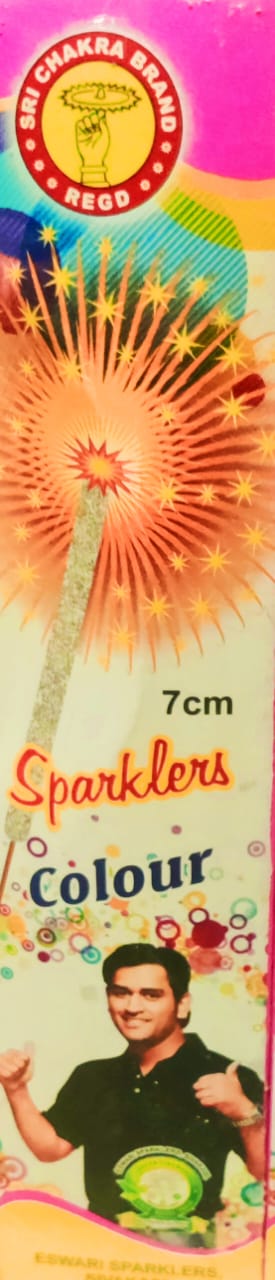 SRI CHAKRA BRAND
REGD
7cm
Sparklers
Colour
ESWARI SPARKLERS